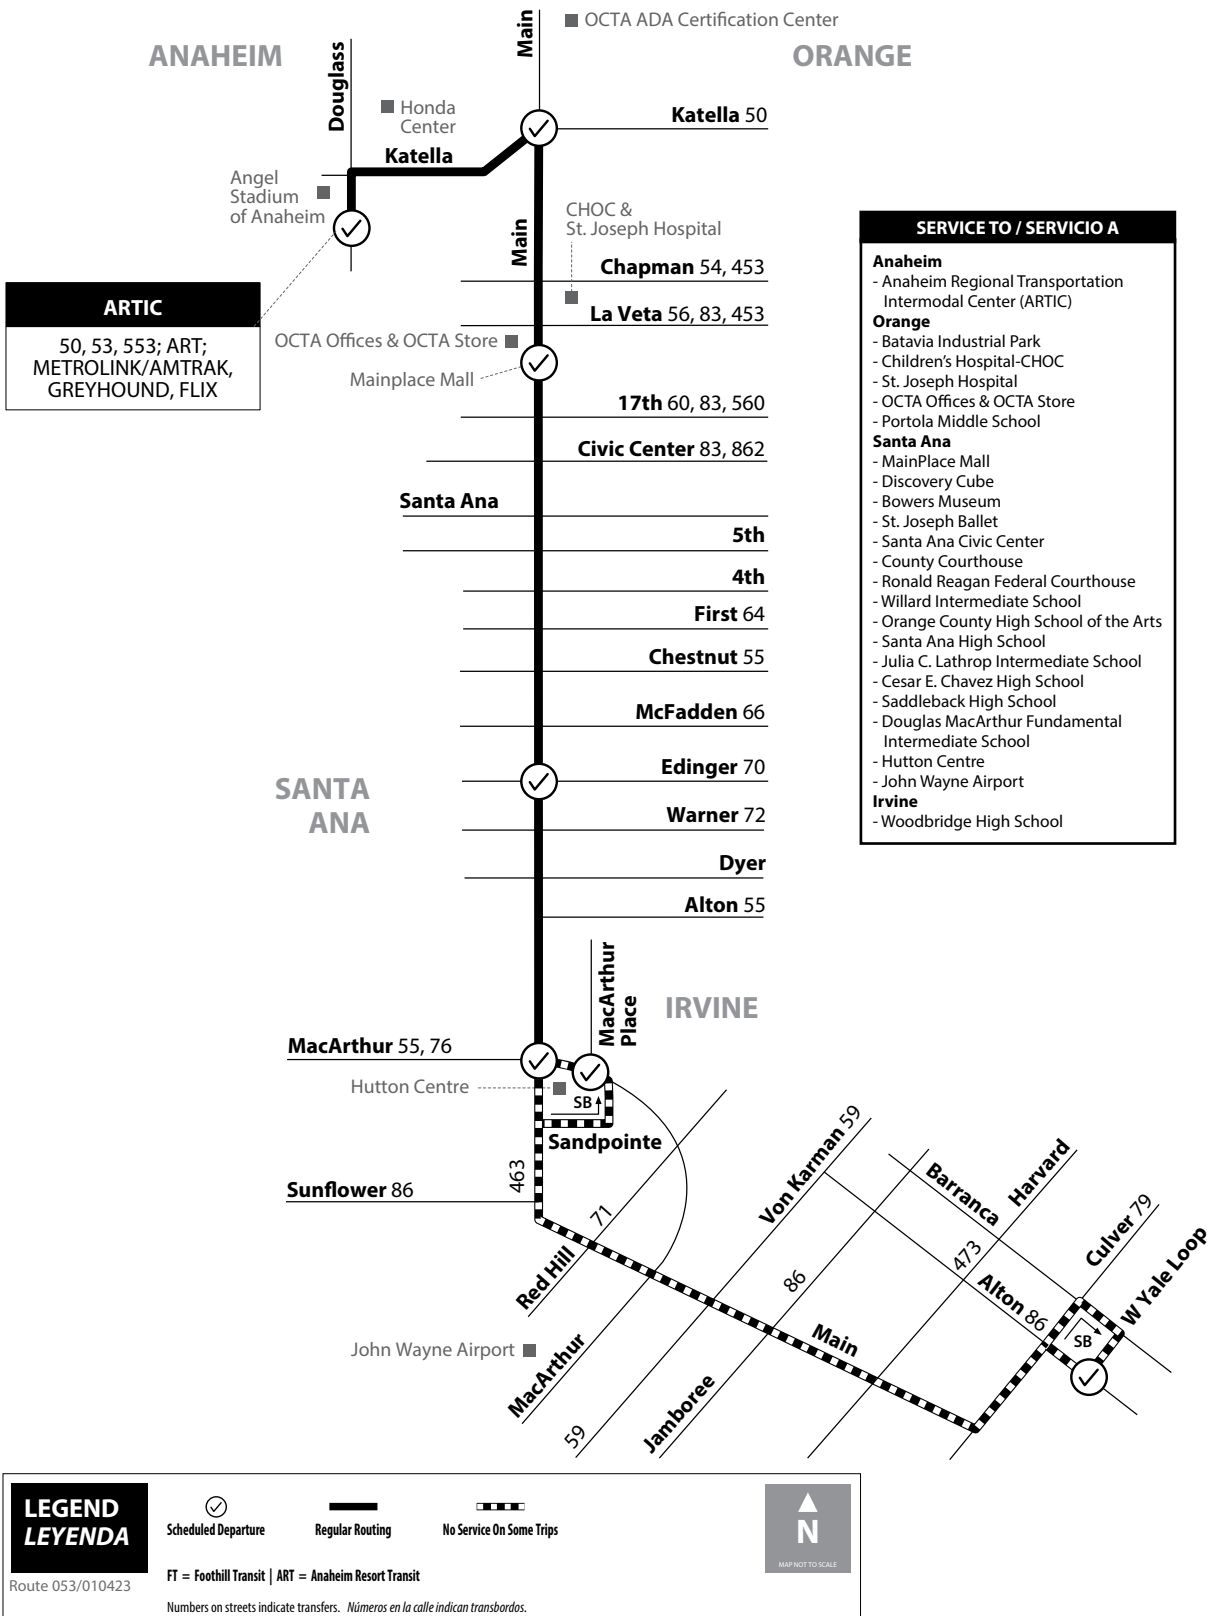 OCTA ADA Certification Center
Main
ANAHEIM
ORANGE
Douglass
Honda
Center
Katella 50
Katella
Angel
Stadium
of Anaheim
Main
CHOC &
St. Joseph Hospital
Chapman 54, 453
La Veta 56, 83, 453
ARTIC
50, 53, 553; ART;
METROLINK/AMTRAK,
GREYHOUND, FLIX
OCTA Offices & OCTA Store
Mainplace Mall
17th 60, 83, 560
Civic Center 83, 862
Santa Ana
5th
4th
First 64
Chestnut 55
McFadden 66
SANTA
ANA
Edinger 70
Warner 72
Dyer
Alton 55
SERVICE TO / SERVICIO A
Anaheim
- Anaheim Regional Transportation
Intermodal Center (ARTIC)
Orange
- Batavia Industrial Park
- Children's Hospital-CHOC
- St. Joseph Hospital
- OCTA Offices & OCTA Store
- Portola Middle School
Santa Ana
- MainPlace Mall
- Discovery Cube
- Bowers Museum
- St. Joseph Ballet
- Santa Ana Civic Center
- County Courthouse
- Ronald Reagan Federal Courthouse
- Willard Intermediate School
- Orange County High School of the Arts
- Santa Ana High School
- Julia C. Lathrop Intermediate School
- Cesar E. Chavez High School
- Saddleback High School
- Douglas MacArthur Fundamental
Intermediate School
- Hutton Centre
- John Wayne Airport
Irvine
- Woodbridge High School
MacArthur
Place
IRVINE
MacArthur 55, 76
Hutton Centre
SB
Sandpointe
463
Sunflower 86
71
Red Hill
John Wayne Airport
MacArthur
Von Karman 59
59
86
Jamboree
Main
Barranca
Harvard
473
Alton 86
Culver 79
W Yale Loop
SB
LEGEND
LEYENDA
Route 053/010423
Scheduled Departure
Regular Routing
No Service On Some Trips
FT = Foothill Transit | ART = Anaheim Resort Transit
Numbers on streets indicate transfers. Números en la calle indican transbordos.
N
MAP NOT TO SCALE